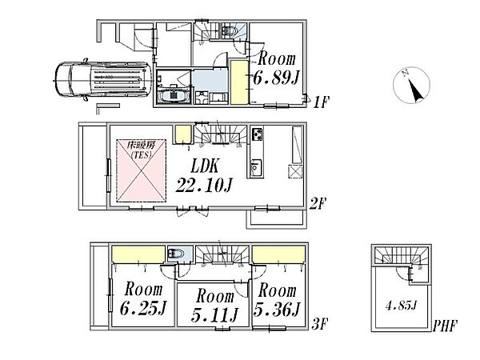 Room
6.89J
1F
N
床暖房
(TES)
LDK
22.10J
2F
Room
6.25J
Room
5.11J
Room
5.36J
3F
4.85J
PHF